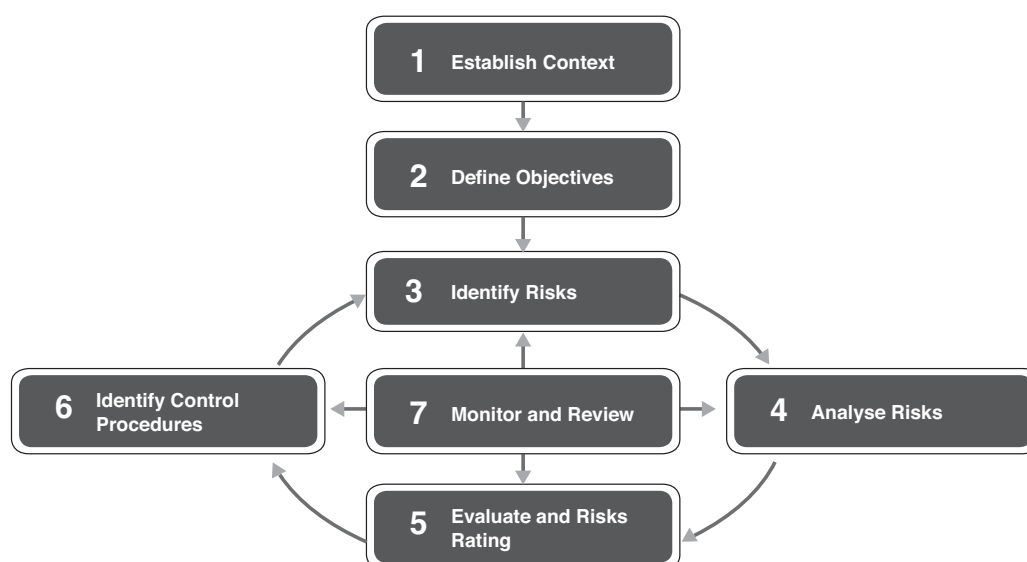 1 Establish Context
2 Define Objectives
3 Identify Risks
6 Identify Control
Procedures
7 Monitor and Review
4 Analyse Risks
5 Evaluate and Risks
Rating